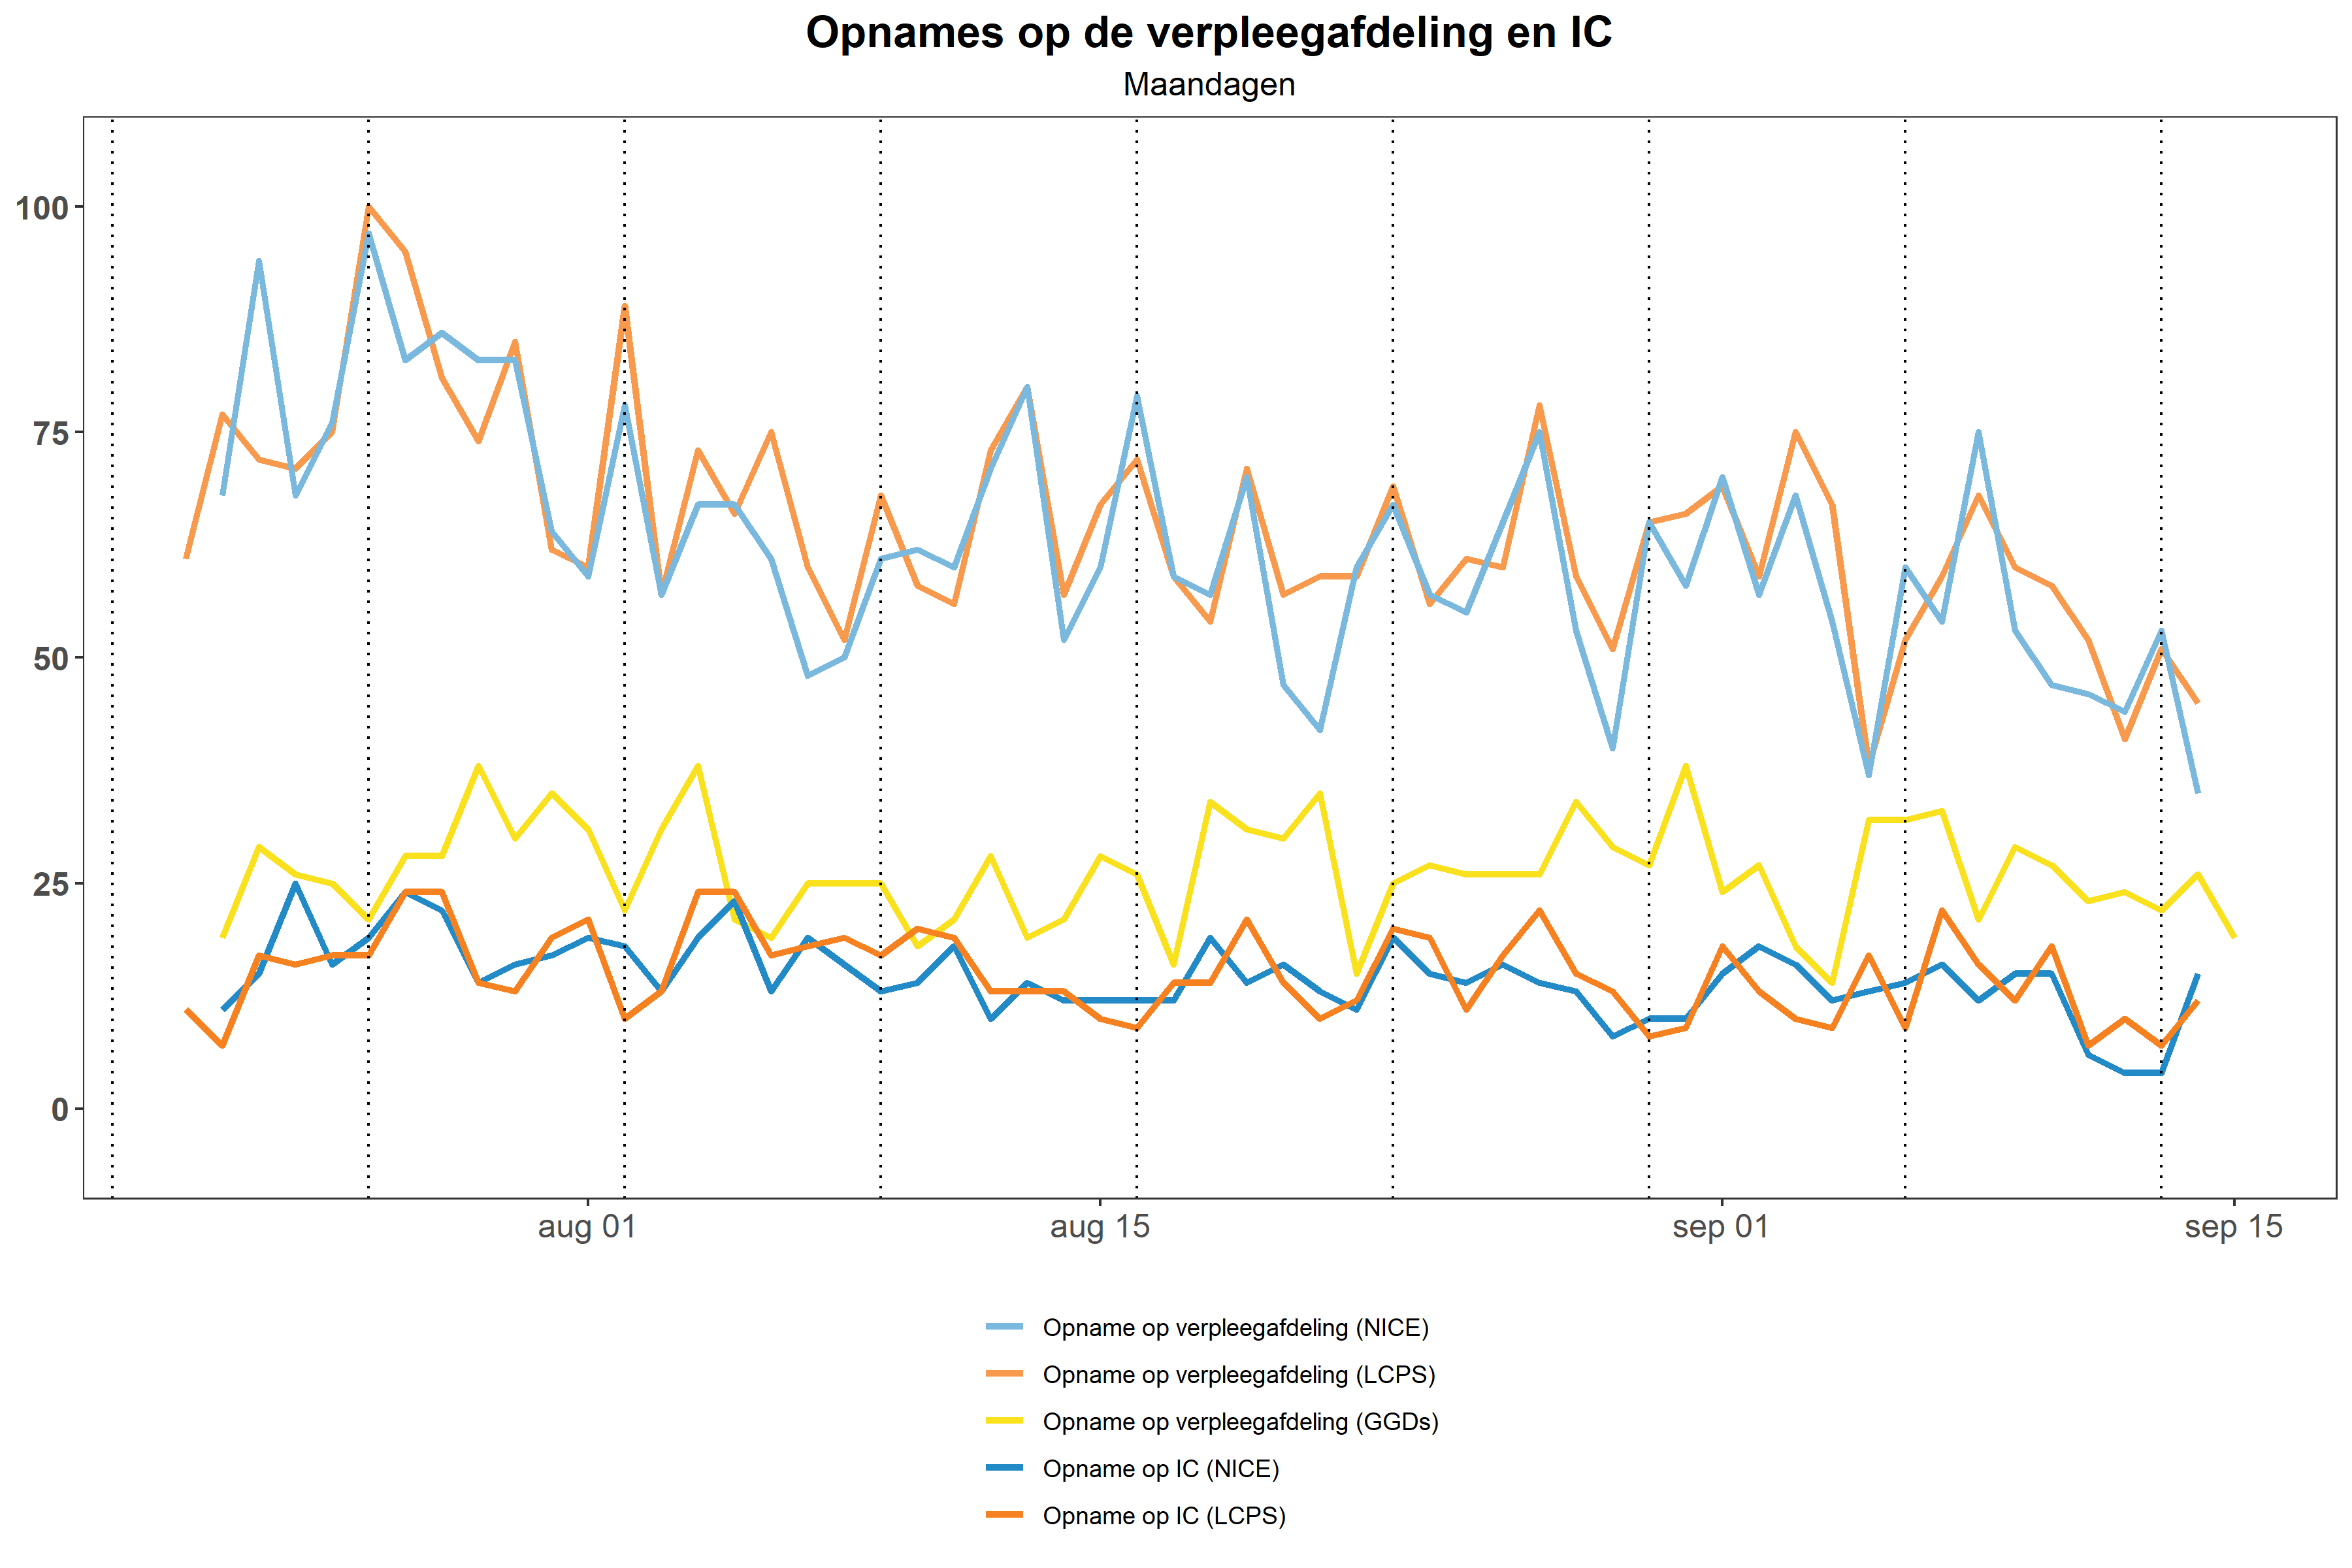 Opnames op de verpleegafdeling en IC
Maandagen
100
75
50
25
0
aug 01 aug 15 sep 01 sep 15
Opname op verpleegafdeling (NICE)
Opname op verpleegafdeling (LCPS)
Opname op verpleegafdeling (GGDs)
Opname op IC (NICE)
Opname op IC (LCPS)